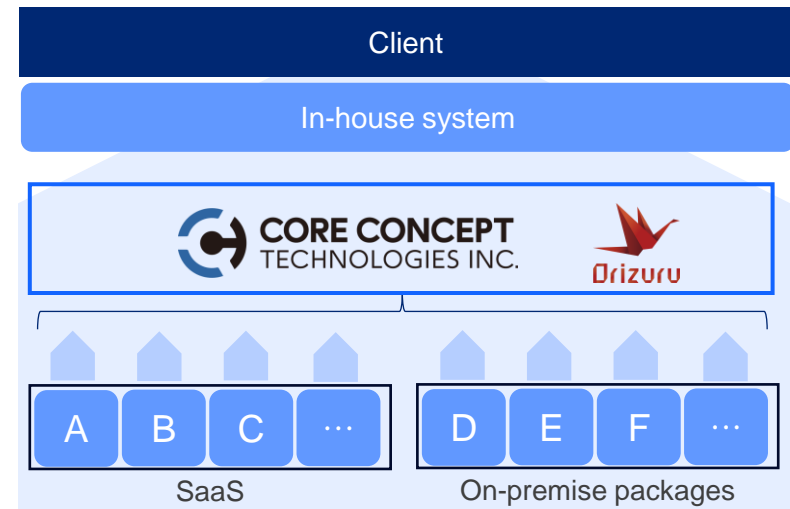 Client
In-house system
CORE CONCEPT
TECHNOLOGIES INC.
Orizuru
A B C … D E F …
SaaS On-premise packages